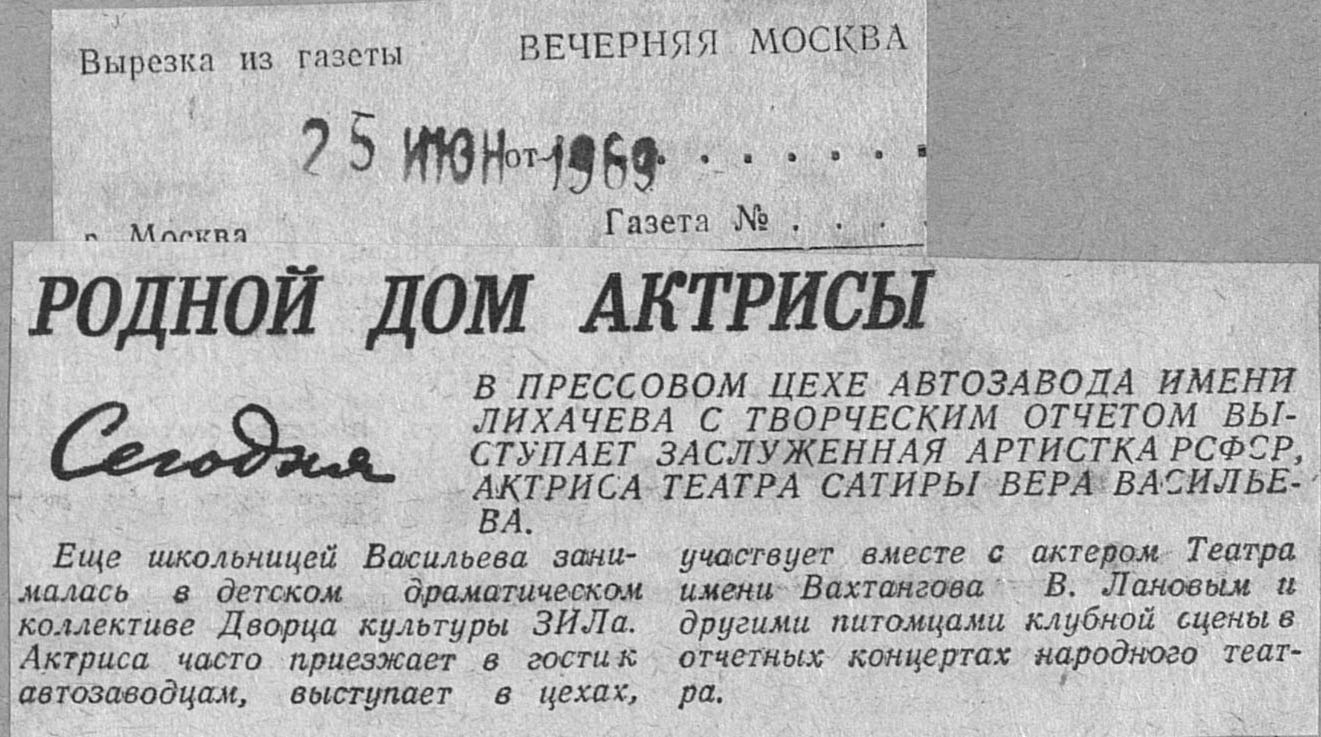 Вырезка из газеты ВЕЧЕРНЯЯ МОСКВА
25 ИЮН от 1969 . . . . . . .
г. Москва Газета № . . . .
РОДНОЙ ДОМ АКТРИСЫ
Сегодня
В ПРЕССОВОМ ЦЕХЕ АВТОЗАВОДА ИМЕНИ
ЛИХАЧЕВА С ТВОРЧЕСКИМ ОТЧЕТОМ ВЫ-
СТУПАЕТ ЗАСЛУЖЕННАЯ АРТИСТКА РСФСР,
АКТРИСА ТЕАТРА САТИРЫ ВЕРА ВАСИЛЬЕ-
ВА.
Еще школьницей Васильева зани-
малась в детском драматическом
коллективе Дворца культуры ЗИЛа.
Актриса часто приезжает в гости к
автозаводцам, выступает в цехах,
участвует вместе с актером Театра
имени Вахтангова В. Лановым и
другими питомцами клубной сцены в
отчетных концертах народного теат-
ра.